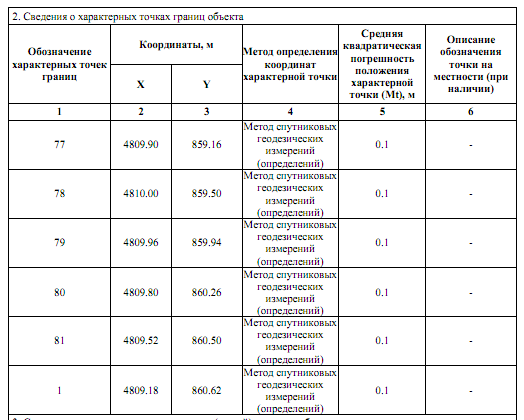 2. Сведения о характерных точках границ объекта
Обозначение
характерных точек
границ
Координаты, м
X
Y
Метод определения
координат
характерной точки
Средняя
квадратическая
погрешность
положения
характерной
точки (Mt), м
Описание
обозначения
точки на
местности (при
наличии)
1 2 3 4 5 6
77 4809.90 859.16 Метод спутниковых
геодезических
измерений
(определений)
0.1 -
78 4810.00 859.50 Метод спутниковых
геодезических
измерений
(определений)
0.1 -
79 4809.96 859.94 Метод спутниковых
геодезических
измерений
(определений)
0.1 -
80 4809.80 860.26 Метод спутниковых
геодезических
измерений
(определений)
0.1 -
81 4809.52 860.50 Метод спутниковых
геодезических
измерений
(определений)
0.1 -
1 4809.18 860.62 Метод спутниковых
геодезических
измерений
(определений)
0.1 -